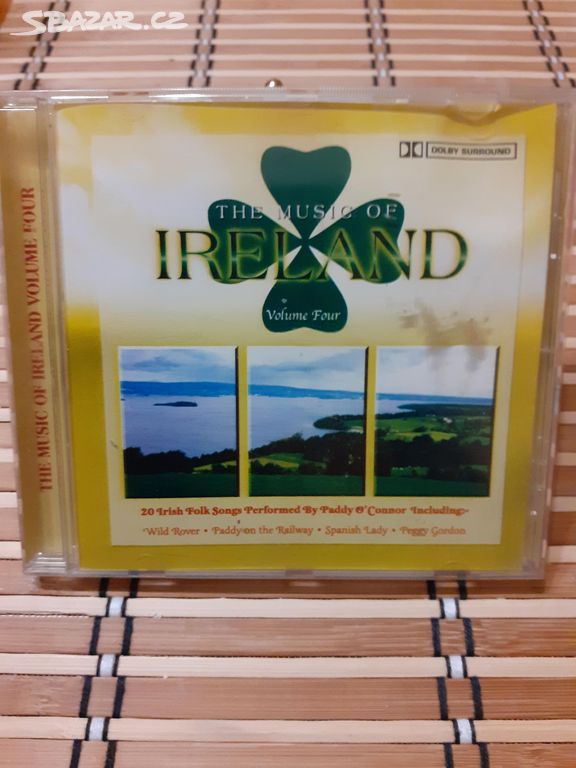 SBAZAR.CZ
DOLBY SURROUND
THE MUSIC OF
IRELAND
Volume Four
20 Irish Folk Songs Performed By Paddy O'Connor Including:-
Wild Rover • Paddy on the Railway • Spanish Lady • Peggy Gordon
THE MUSIC OF IRELAND VOLUME FOUR